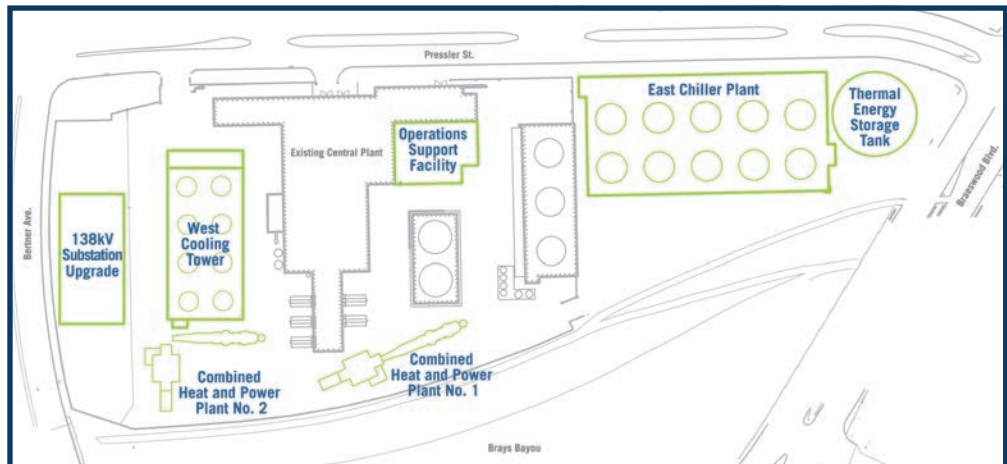 Pressler St.
East Chiller Plant
Thermal
Energy
Storage
Tank
Operations
Support
Facility
Existing Central Plant
Braeswood Blvd.
Bertner Ave.
138kV
Substation
Upgrade
West
Cooling
Tower
Combined
Heat and Power
Plant No. 1
Combined
Heat and Power
Plant No. 2
Brays Bayou